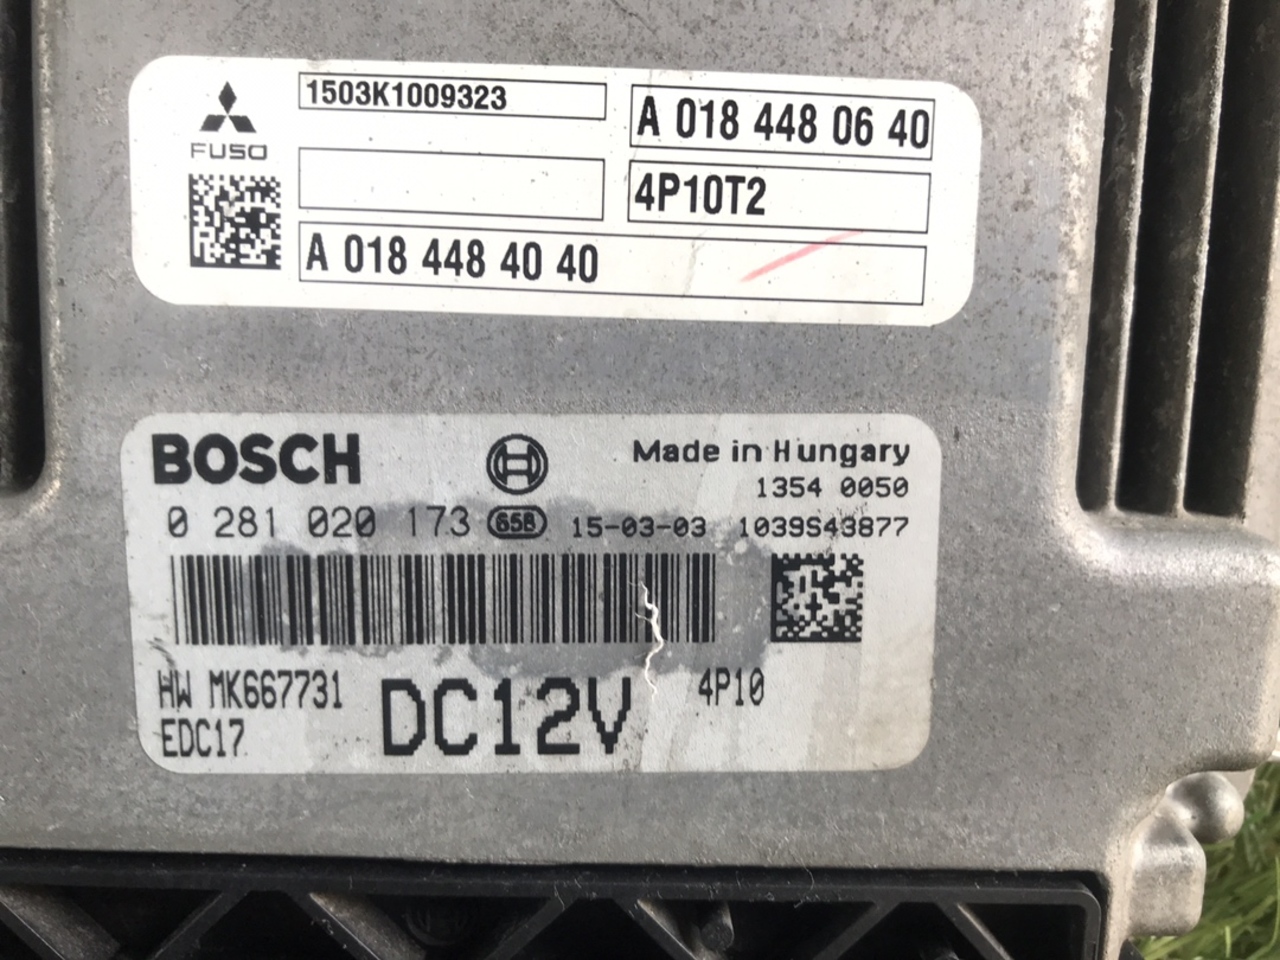 1503K1009323
A 018 448 06 40
FUSO
4P10T2
A 018 448 40 40
BOSCH
Made in Hungary
1354 0050
0 281 020 173 658 15-03-03 1039S43877
HW MK667731
DC12V
4P10
EDC17